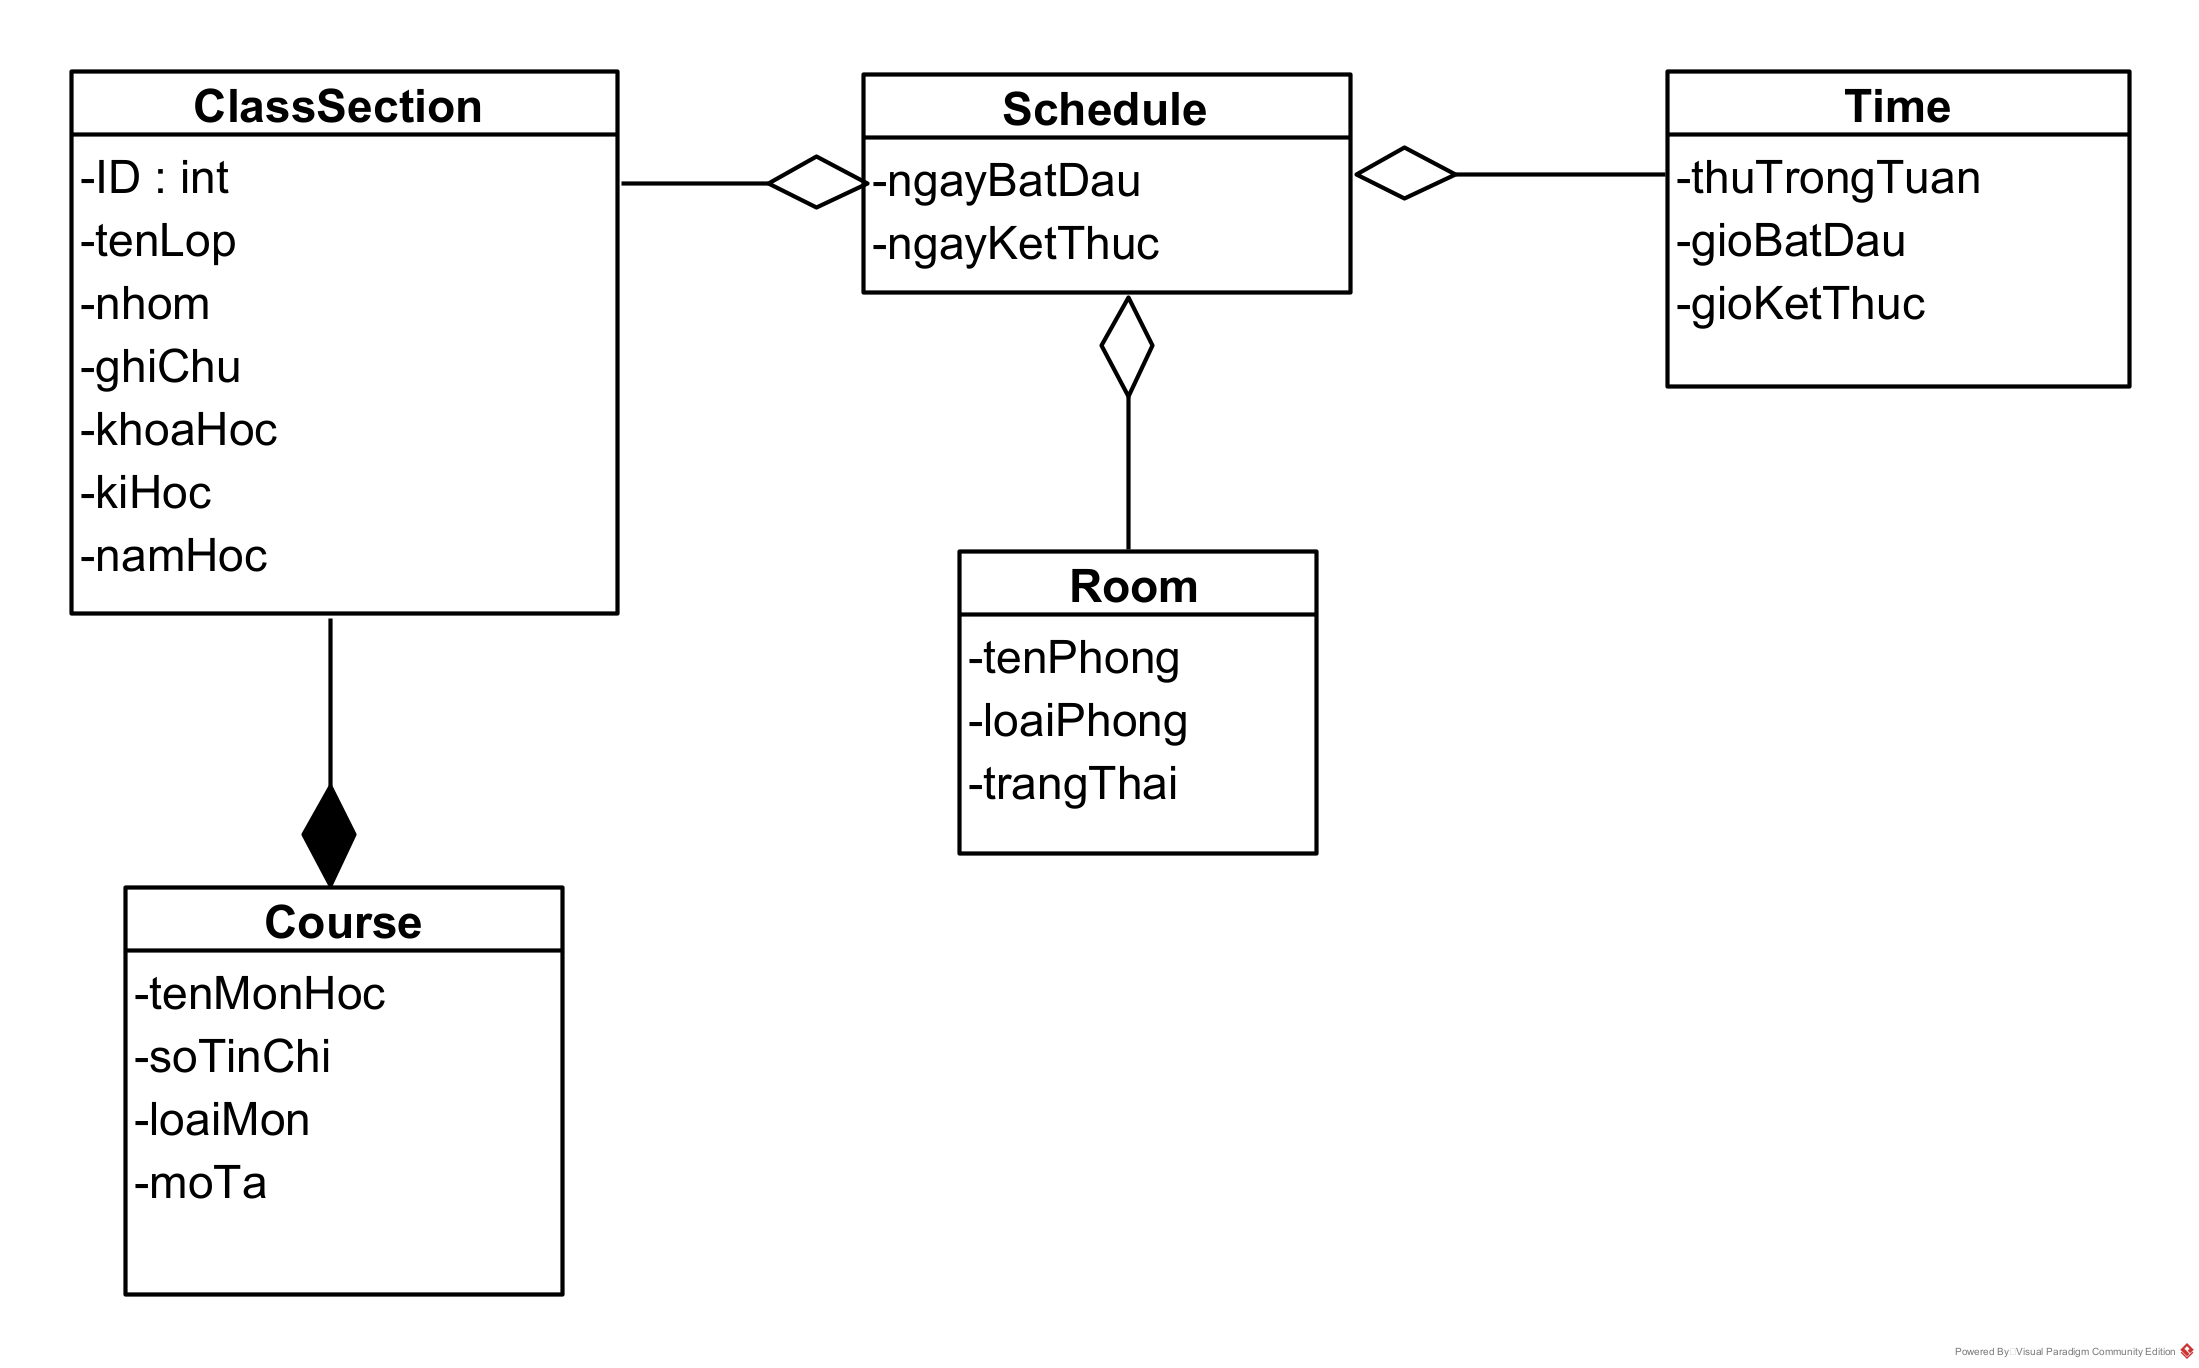 ClassSection
-ID : int
-tenLop
-nhom
-ghiChu
-khoaHoc
-kiHoc
-namHoc
Schedule
-ngayBatDau
-ngayKetThuc
Time
-thuTrongTuan
-gioBatDau
-gioKetThuc
Room
-tenPhong
-loaiPhong
-trangThai
Course
-tenMonHoc
-soTinChi
-loaiMon
-moTa
Powered By Visual Paradigm Community Edition